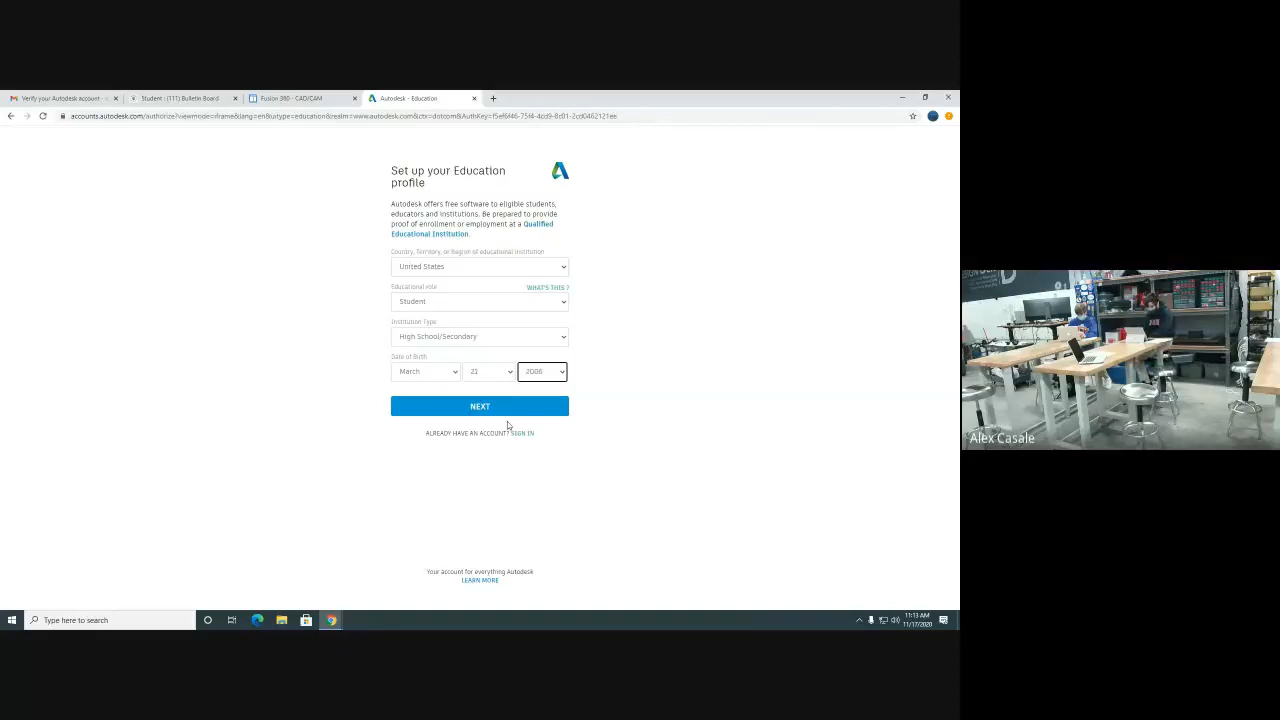 Verify your Autodesk account -
Student : (111) Bulletin Board
Fusion 360 - CAD/CAM
Autodesk - Education
Set up your Education
profile
Autodesk offers free software to eligible students,
educators and institutions. Be prepared to provide
proof of enrollment or employment at a Qualified
Educational Institution.
Country, Territory, or Region of educational institution
United States
Educational role
WHAT'S THIS ?
Student
Institution Type
High School/Secondary
Date of Birth
March
21
2006
NEXT
ALREADY HAVE AN ACCOUNT? SIGN IN
Your account for everything Autodesk
LEARN MORE
Type here to search
11:13 AM
11/17/2020
Alex Casale